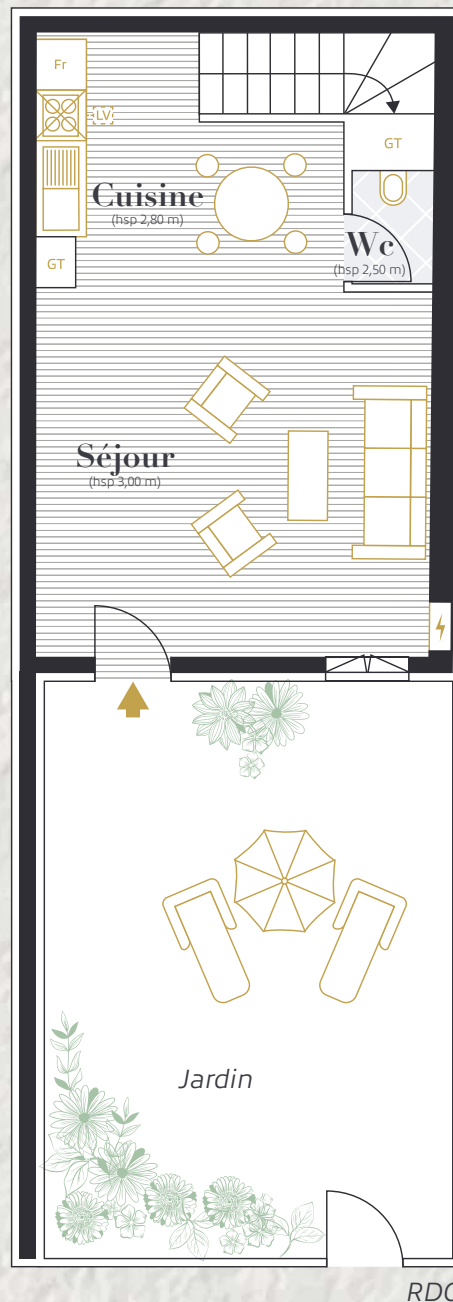 Fr
LV
GT
Cuisine
(hsp 2,80 m)
Wc
(hsp 2,50 m)
GT
Séjour
(hsp 3,00 m)
Jardin
RDC